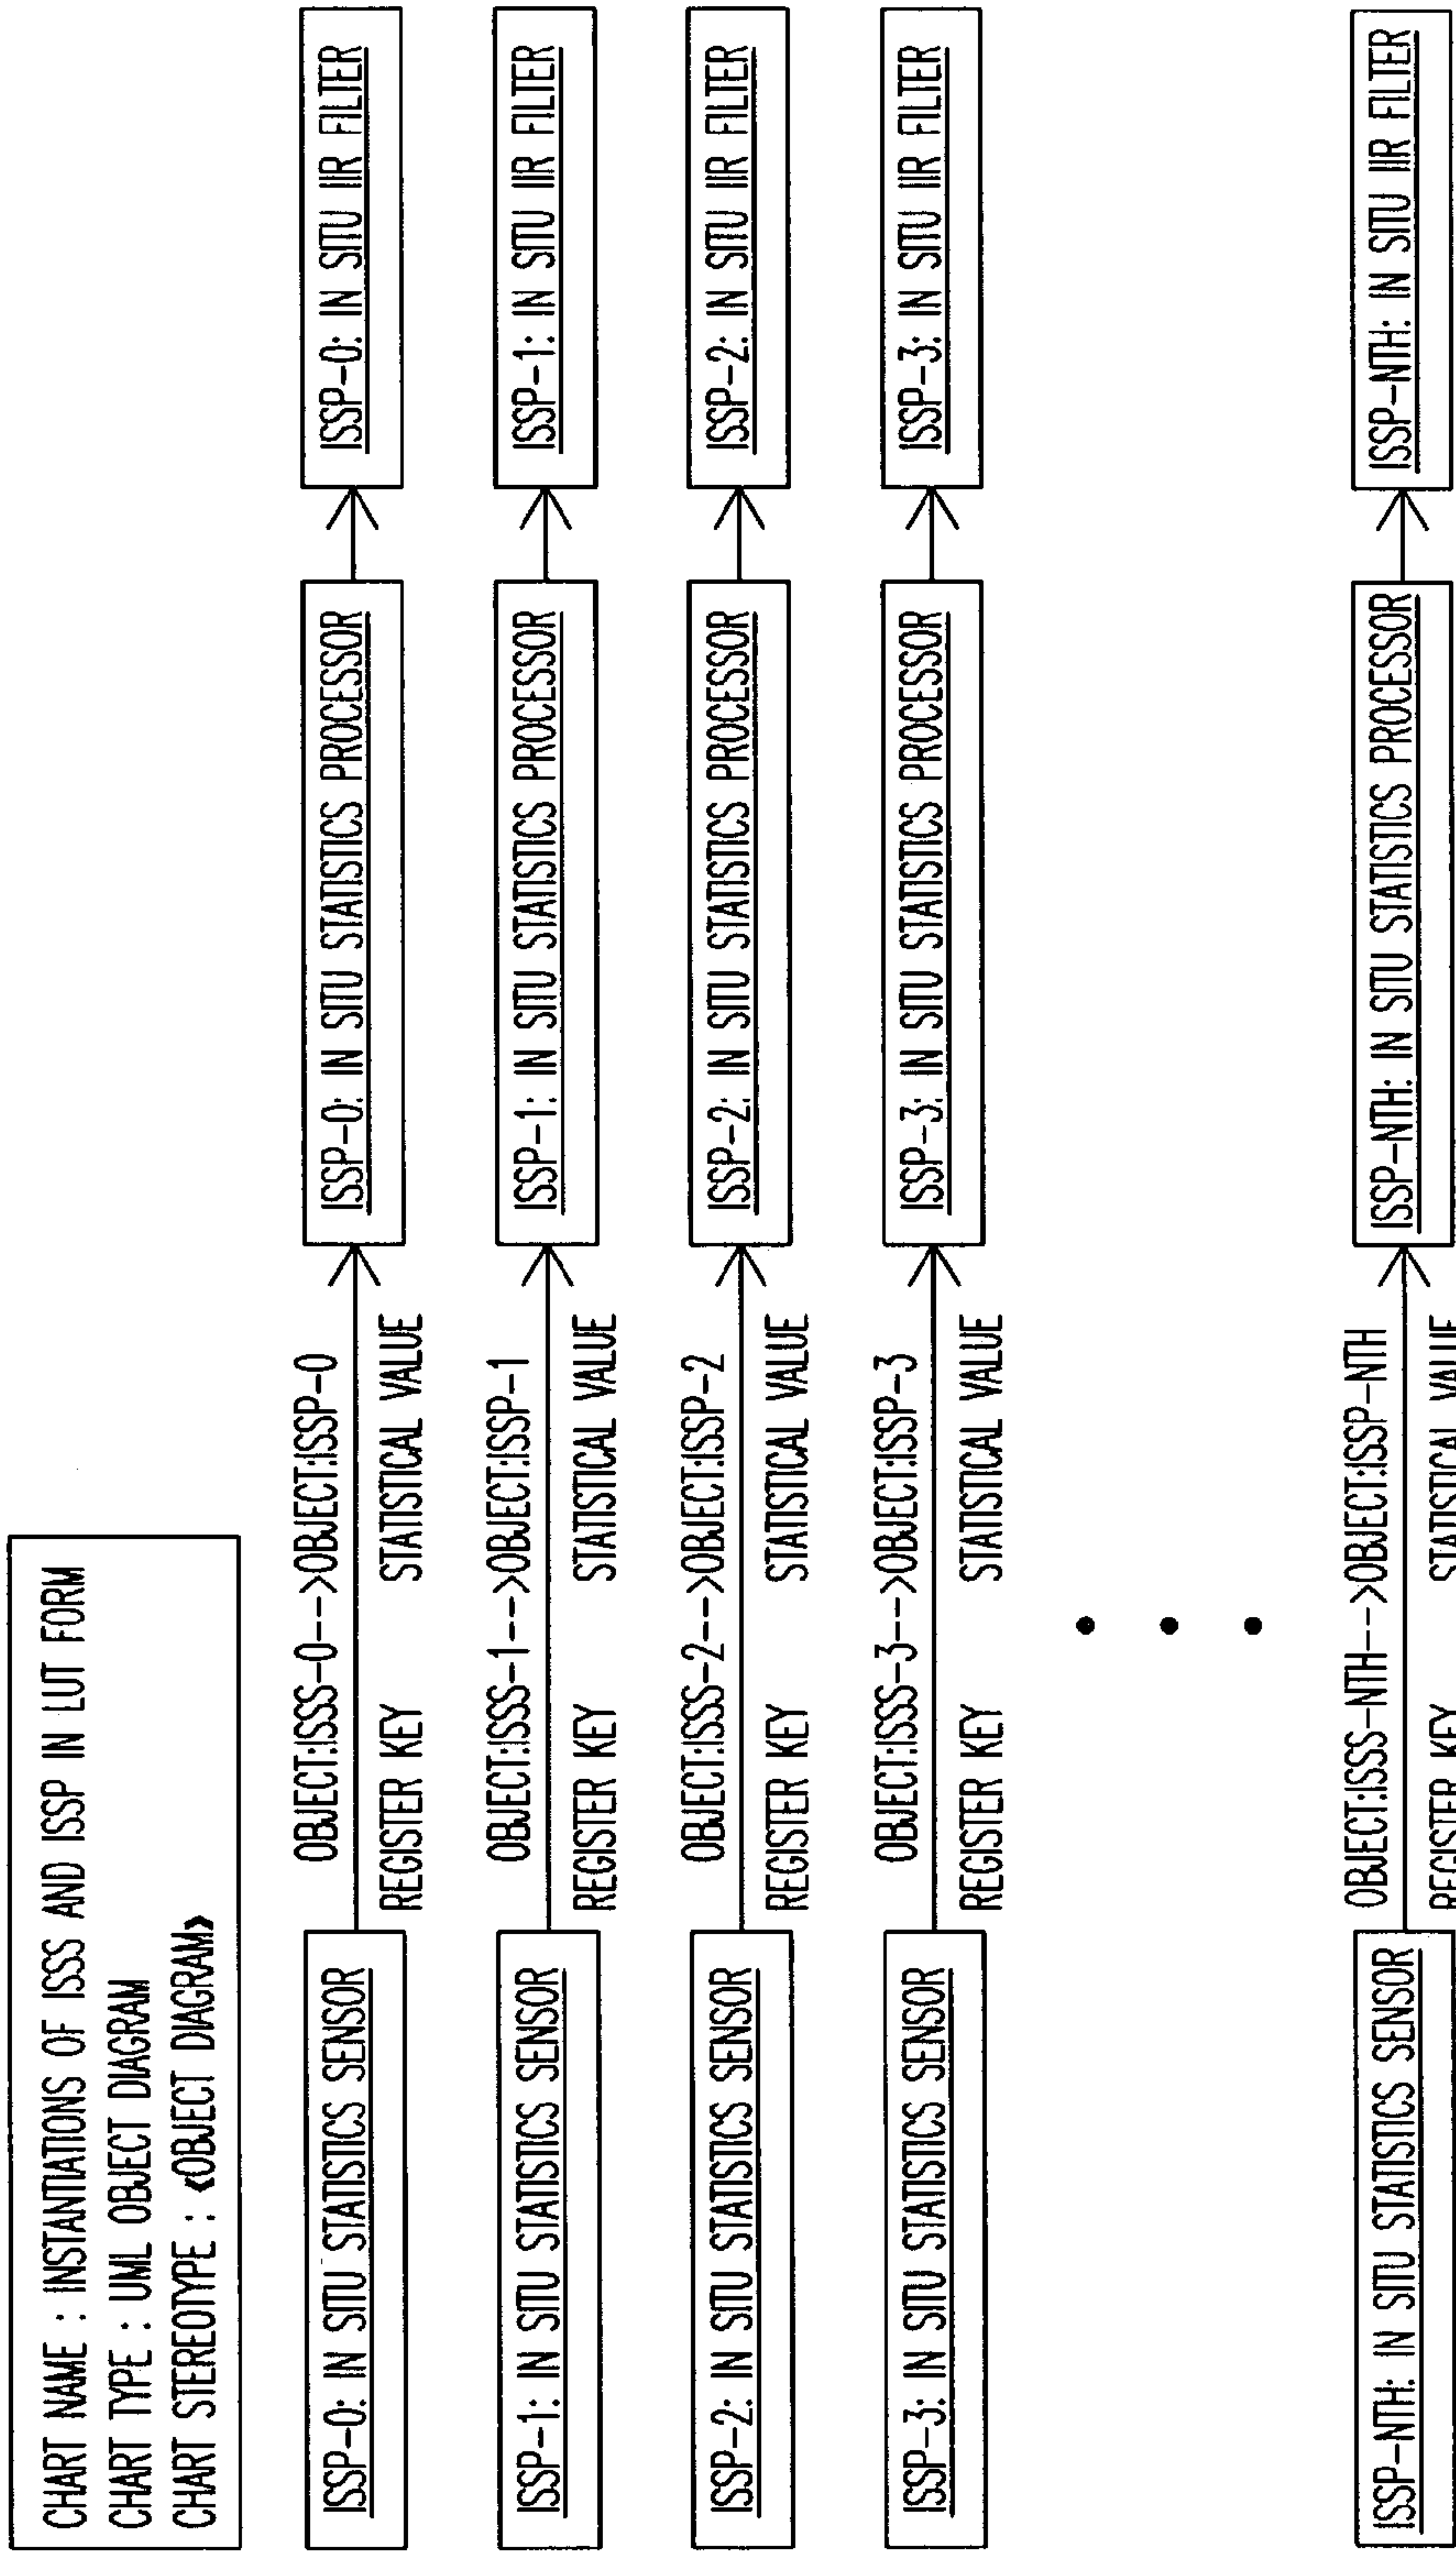 CHART NAME : INSTANTIATIONS OF ISSS AND ISSP IN LUT FORM
CHART TYPE : UML OBJECT DIAGRAM
CHART STEREOTYPE : «OBJECT DIAGRAM»
ISSP-0: IN SITU STATISTICS SENSOR
OBJECT:ISSS-0-->OBJECT:ISSP-0
REGISTER KEY STATISTICAL VALUE
ISSP-0: IN SITU STATISTICS PROCESSOR
ISSP-0: IN SITU IIR FILTER
ISSP-1: IN SITU STATISTICS SENSOR
OBJECT:ISSS-1-->OBJECT:ISSP-1
REGISTER KEY STATISTICAL VALUE
ISSP-1: IN SITU STATISTICS PROCESSOR
ISSP-1: IN SITU IIR FILTER
ISSP-2: IN SITU STATISTICS SENSOR
OBJECT:ISSS-2-->OBJECT:ISSP-2
REGISTER KEY STATISTICAL VALUE
ISSP-2: IN SITU STATISTICS PROCESSOR
ISSP-2: IN SITU IIR FILTER
ISSP-3: IN SITU STATISTICS SENSOR
OBJECT:ISSS-3-->OBJECT:ISSP-3
REGISTER KEY STATISTICAL VALUE
ISSP-3: IN SITU STATISTICS PROCESSOR
ISSP-3: IN SITU IIR FILTER
ISSP-NTH: IN SITU STATISTICS SENSOR
OBJECT:ISSS-NTH-->OBJECT:ISSP-NTH
REGISTER KEY STATISTICAL VALUE
ISSP-NTH: IN SITU STATISTICS PROCESSOR
ISSP-NTH: IN SITU IIR FILTER